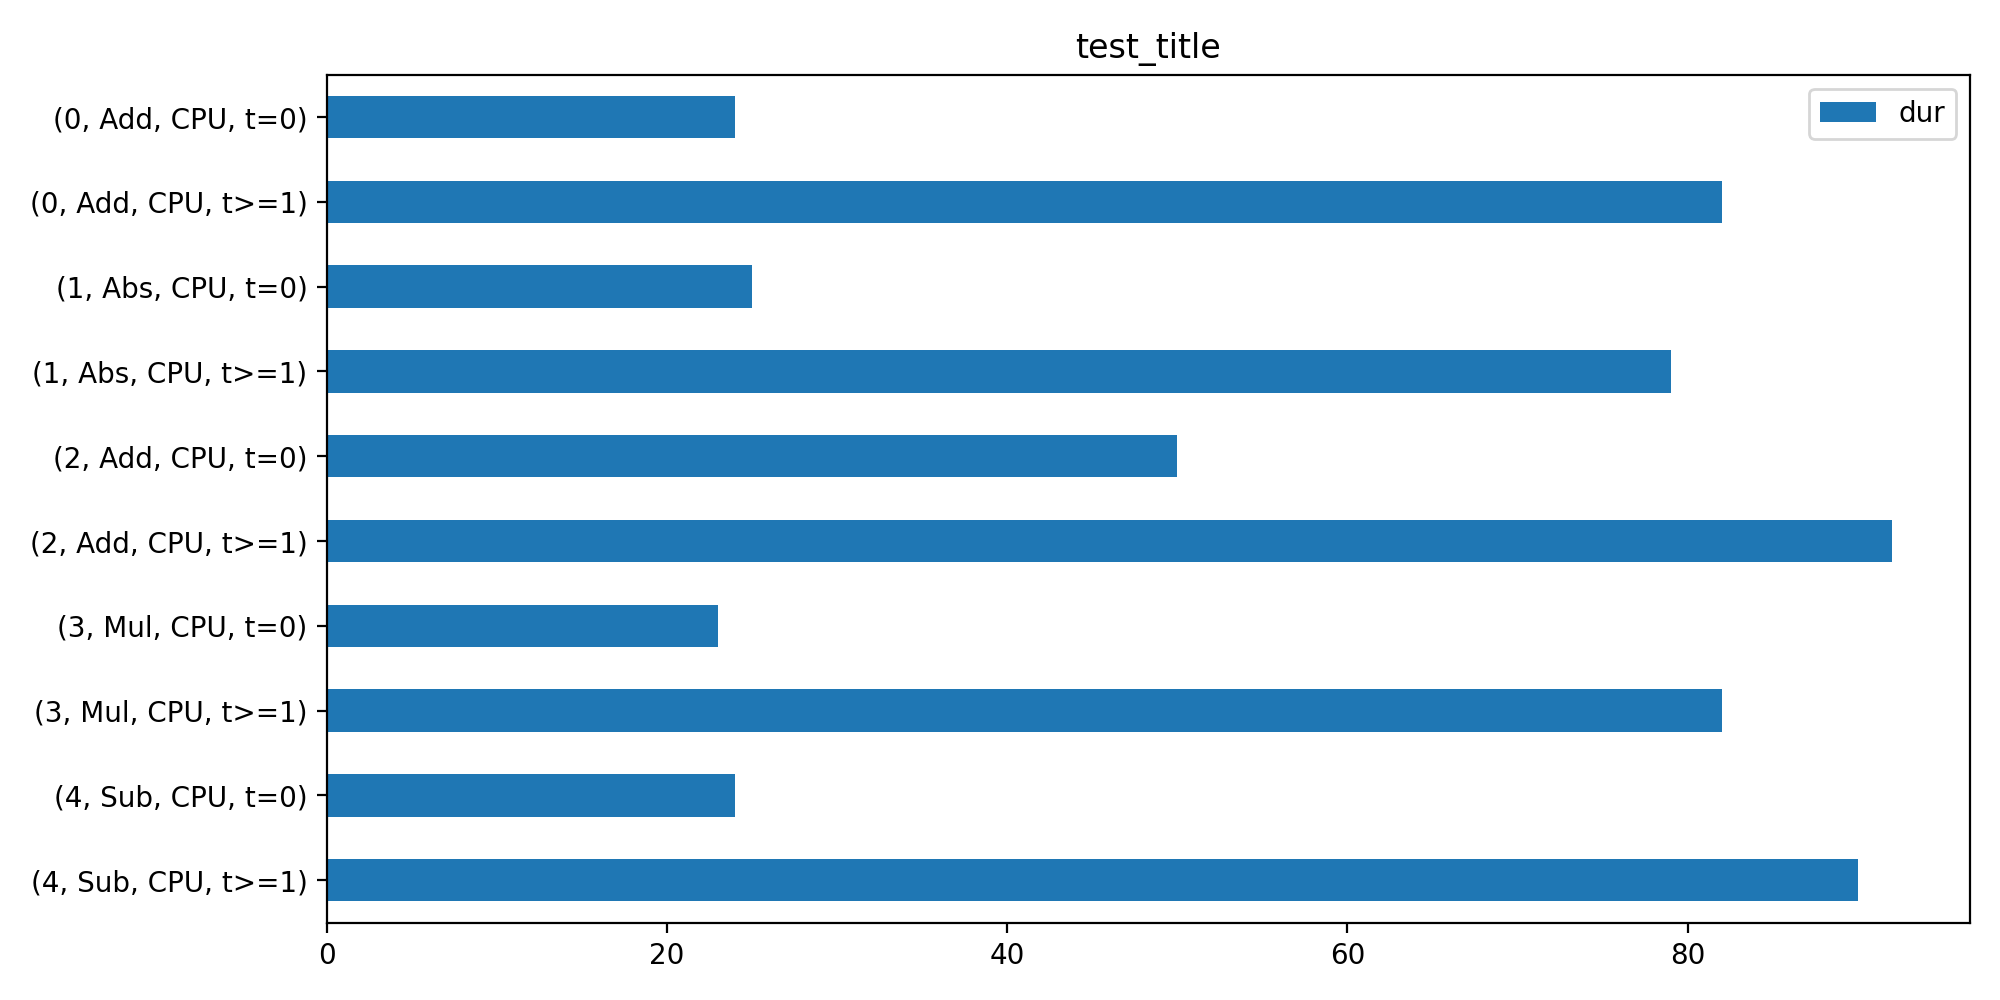 test_title
dur
(0, Add, CPU, t=0)
(0, Add, CPU, t>=1)
(1, Abs, CPU, t=0)
(1, Abs, CPU, t>=1)
(2, Add, CPU, t=0)
(2, Add, CPU, t>=1)
(3, Mul, CPU, t=0)
(3, Mul, CPU, t>=1)
(4, Sub, CPU, t=0)
(4, Sub, CPU, t>=1)
0 20 40 60 80